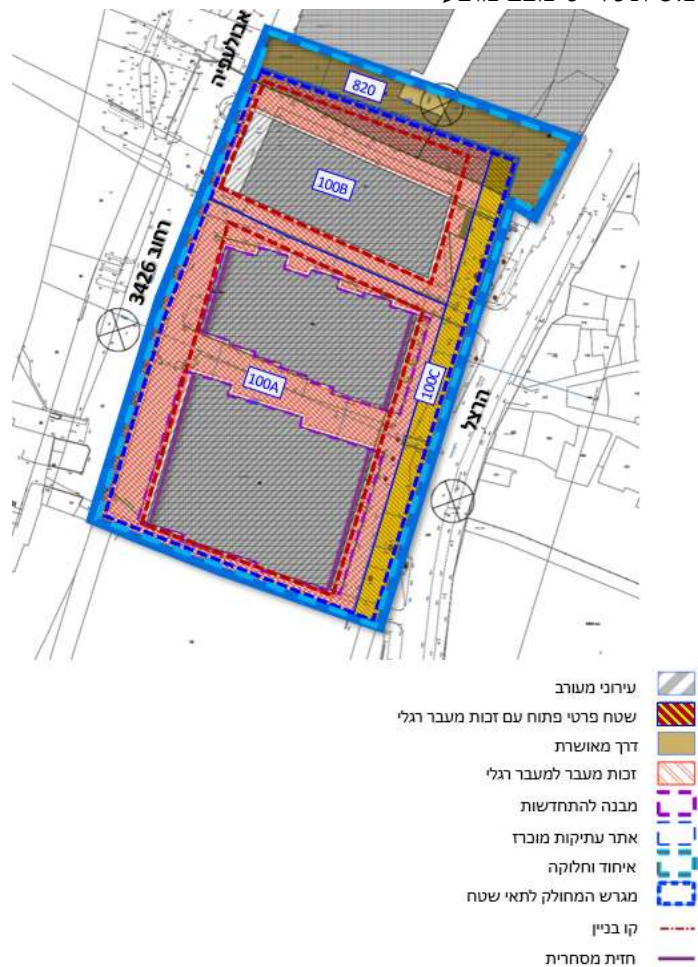 אבולעפיה
820
100B
רחוב 3426
100A
100C
הרצל
עירוני מעורב
שטח פרטי פתוח עם זכות מעבר רגלי
דרך מאושרת
זכות מעבר למעבר רגלי
מבנה להתחדשות
אתר עתיקות מוכרז
איחוד וחלוקה
מגרש המחולק לתאי שטח
קו בניין
חזית מסחרית